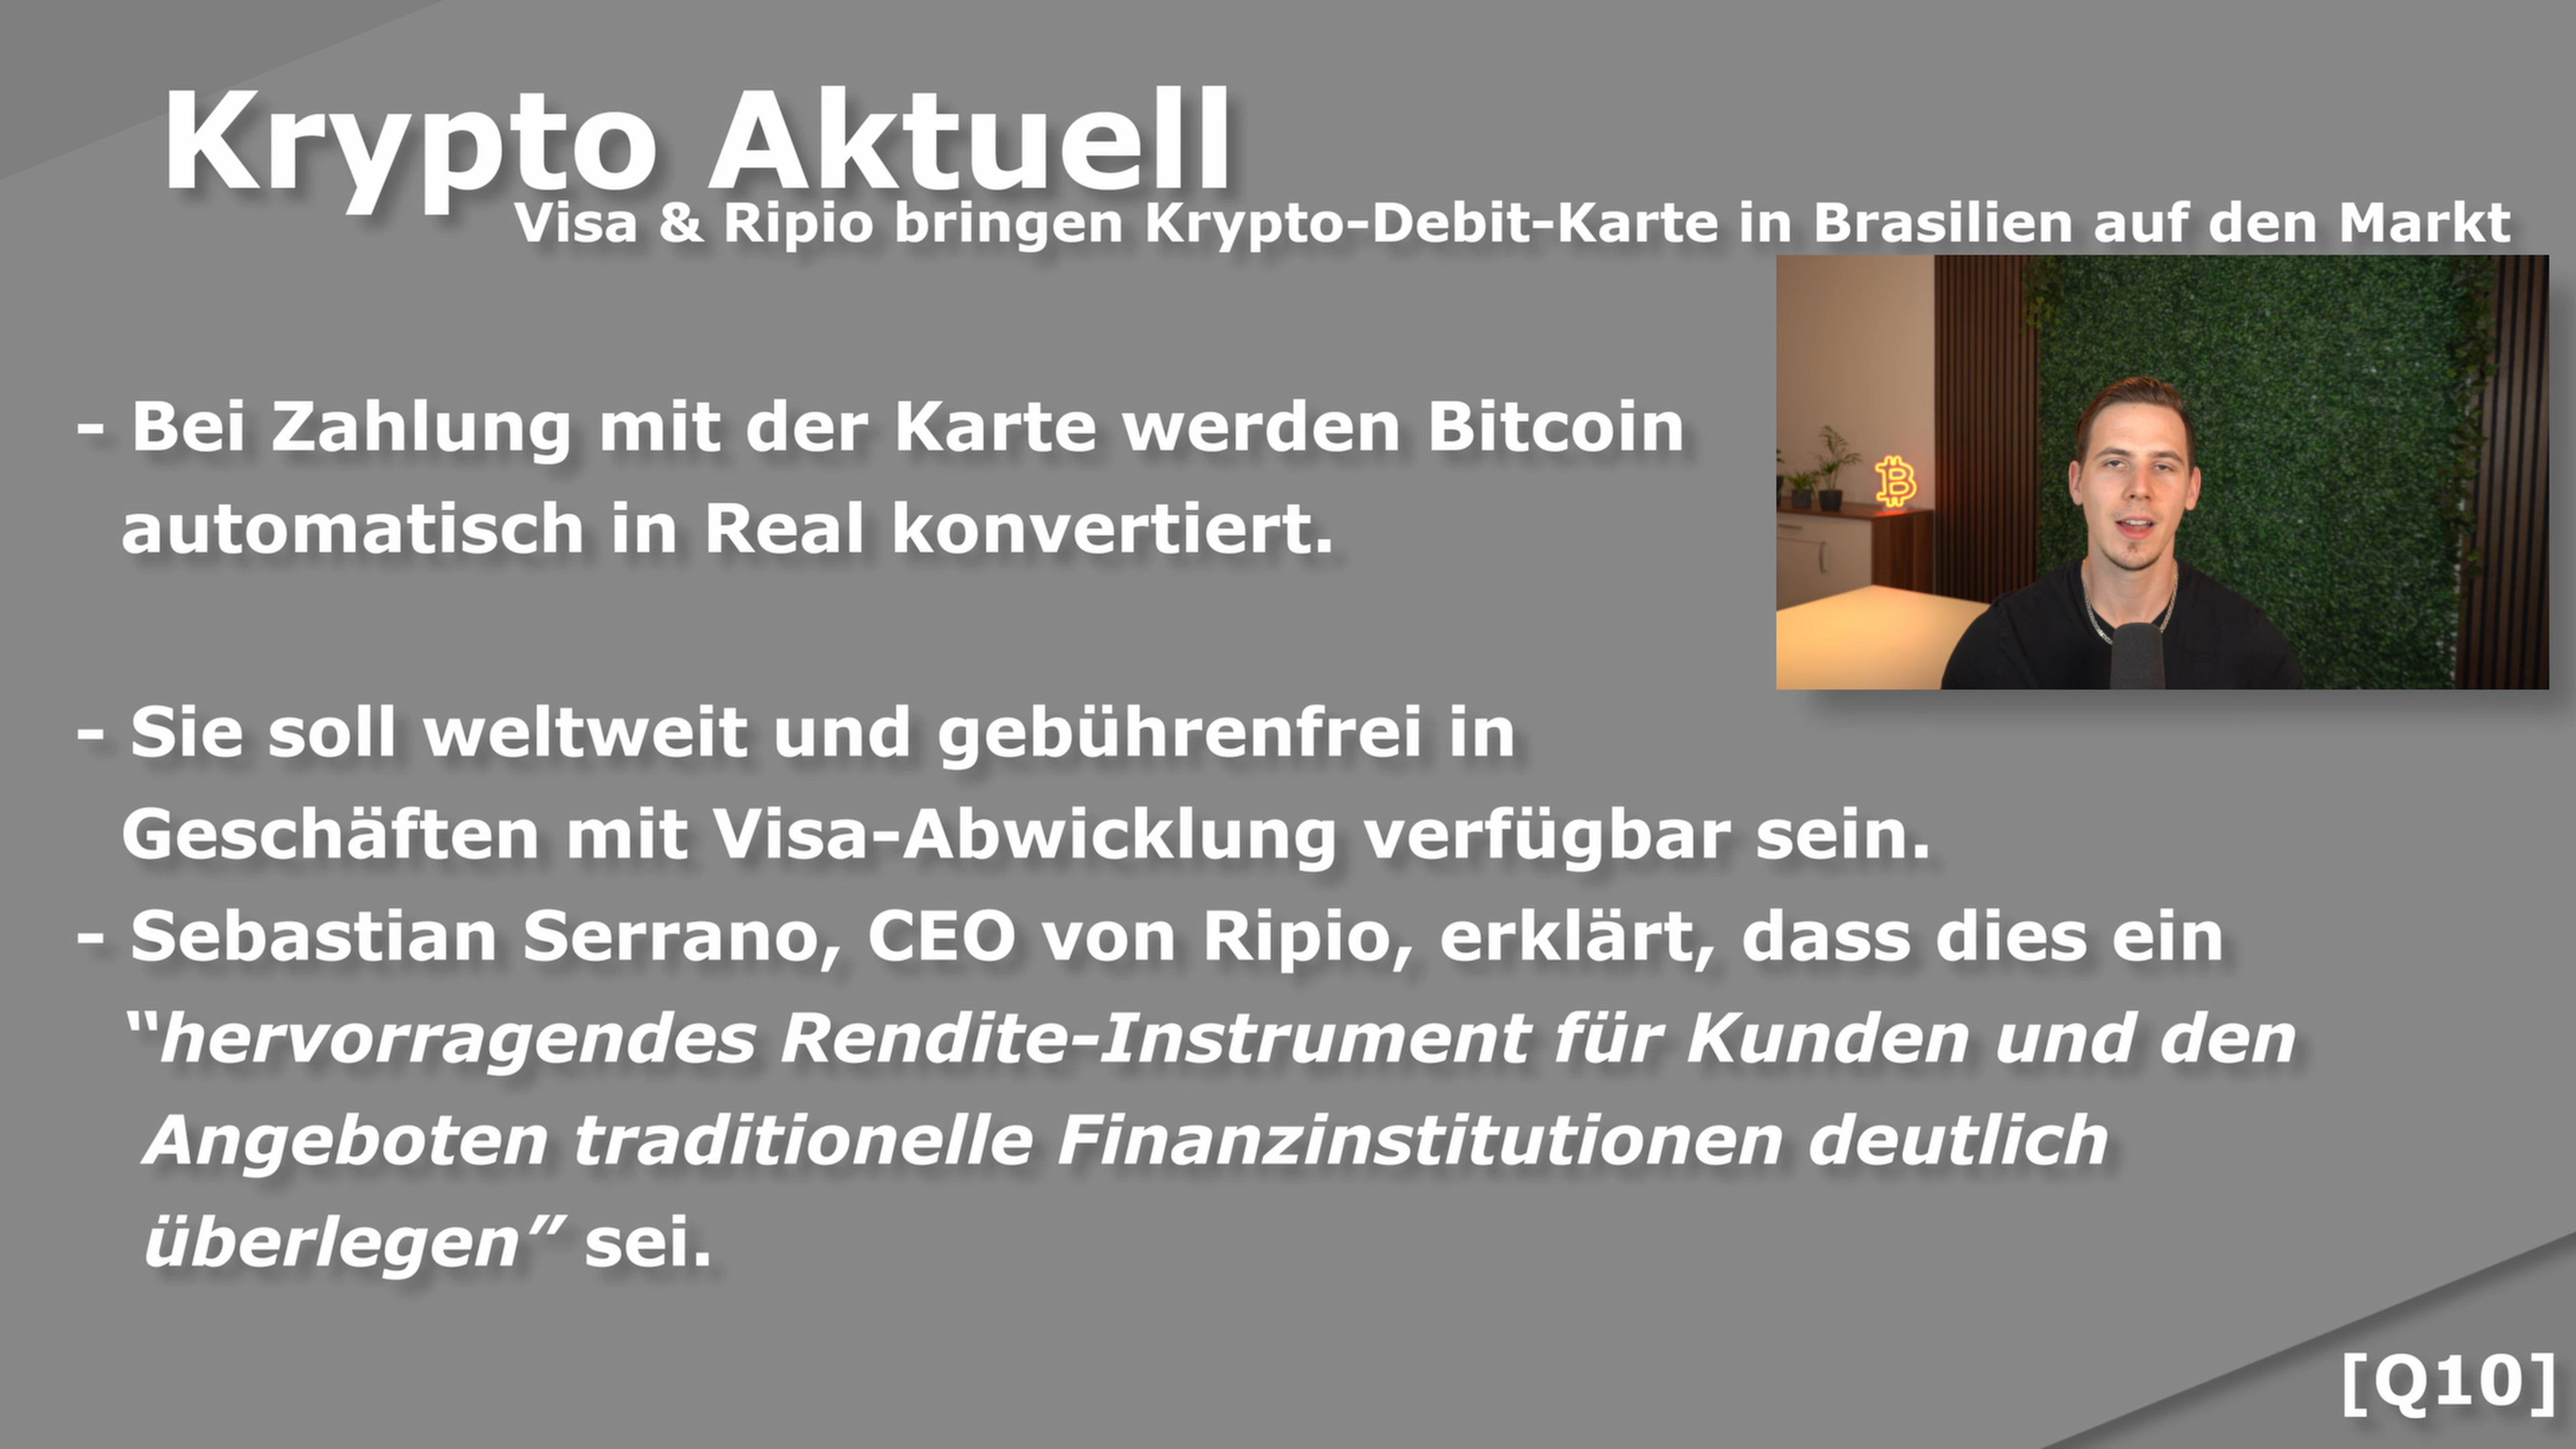 Krypto Aktuell
Visa & Ripio bringen Krypto-Debit-Karte in Brasilien auf den Markt
- Bei Zahlung mit der Karte werden Bitcoin
automatisch in Real konvertiert.
- Sie soll weltweit und gebührenfrei in
Geschäften mit Visa-Abwicklung verfügbar sein.
- Sebastian Serrano, CEO von Ripio, erklärt, dass dies ein
“hervorragendes Rendite-Instrument für Kunden und den
Angeboten traditionelle Finanzinstitutionen deutlich
überlegen” sei.
[Q10]